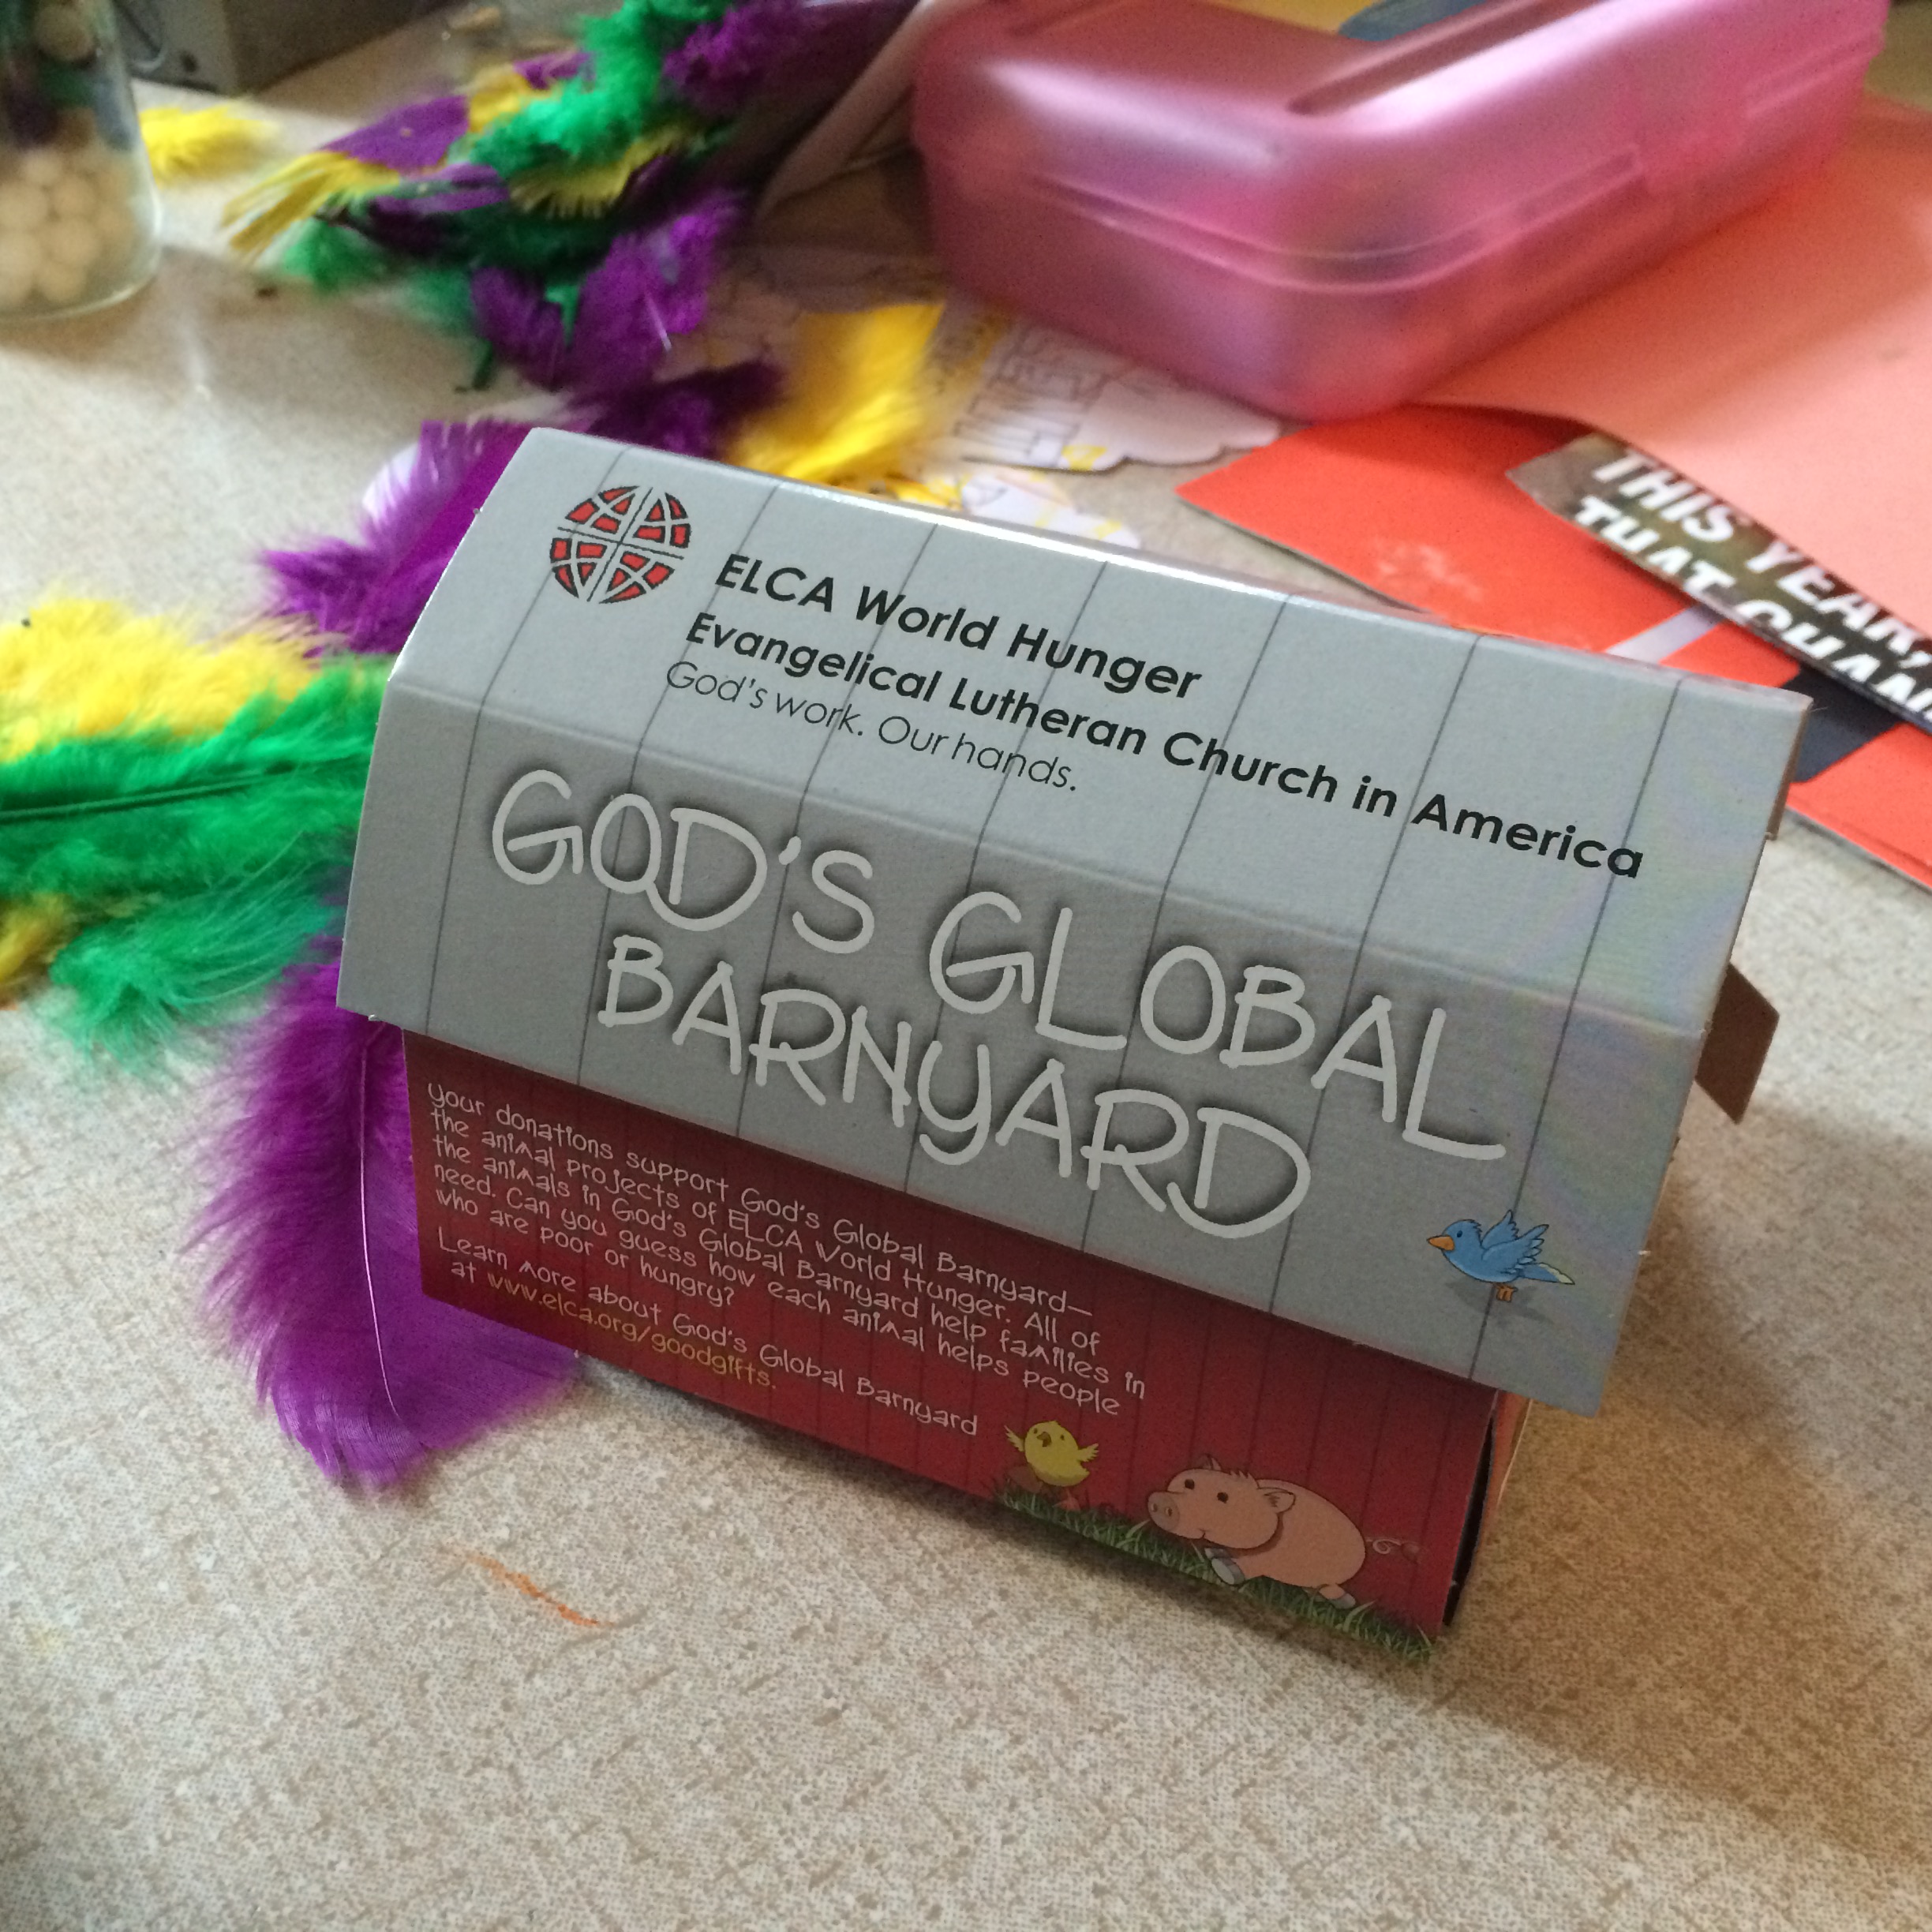 THIS YEAR,
ELCA World Hunger
Evangelical Lutheran Church in America
God's work. Our hands.
GOD'S GLOBAL
BARNYARD
Your donations support God's Global Barnyard—
the animal projects of ELCA World Hunger. All of
the animals in God's Global Barnyard help families in
need. Can you guess how each animal helps people
who are poor or hungry?
Learn more about God's Global Barnyard
at www.elca.org/goodgifts.